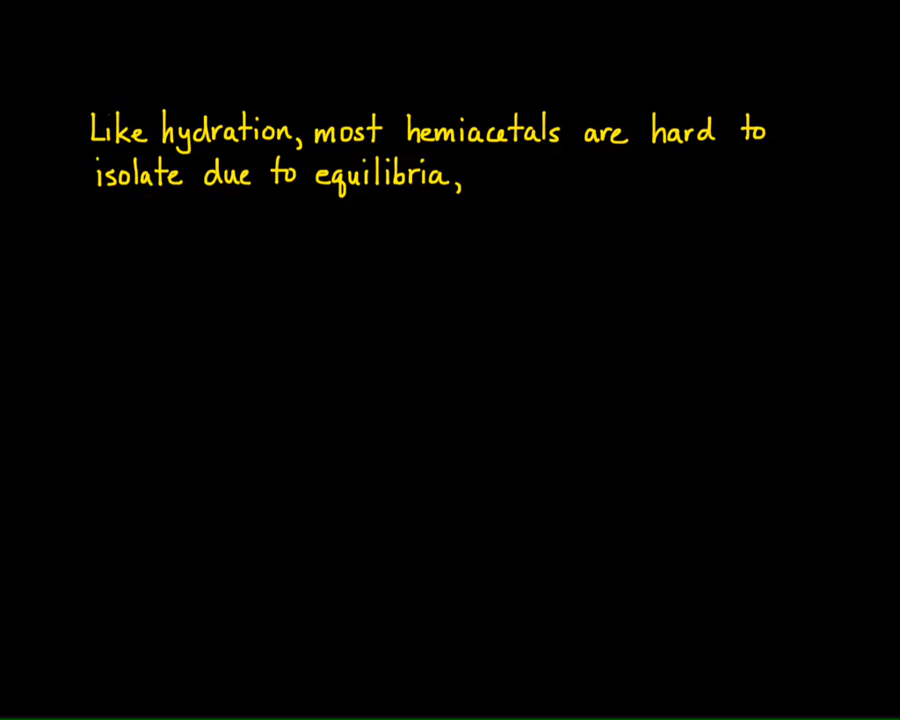 Like hydration, most hemiacetals are hard to
isolate due to equilibria,